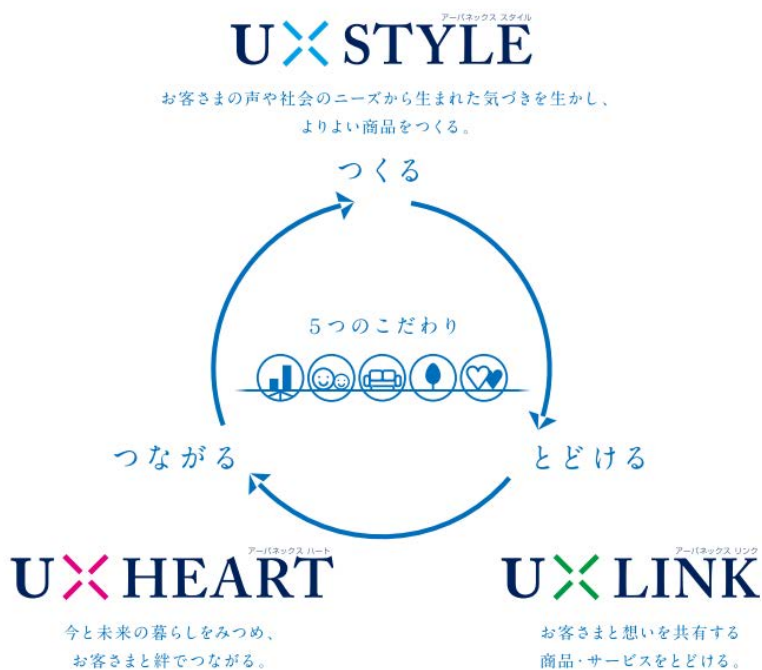 アーバネックス スタイル
U×STYLE
お客さまの声や社会のニーズから生まれた気づきを生かし、
よりよい商品をつくる。
つくる
5つのこだわり
つながる
とどける
アーバネックス ハート
U×HEART
今と未来の暮らしをみつめ、
お客さまと絆でつながる。
アーバネックス リンク
U×LINK
お客さまと想いを共有する
商品・サービスをとどける。